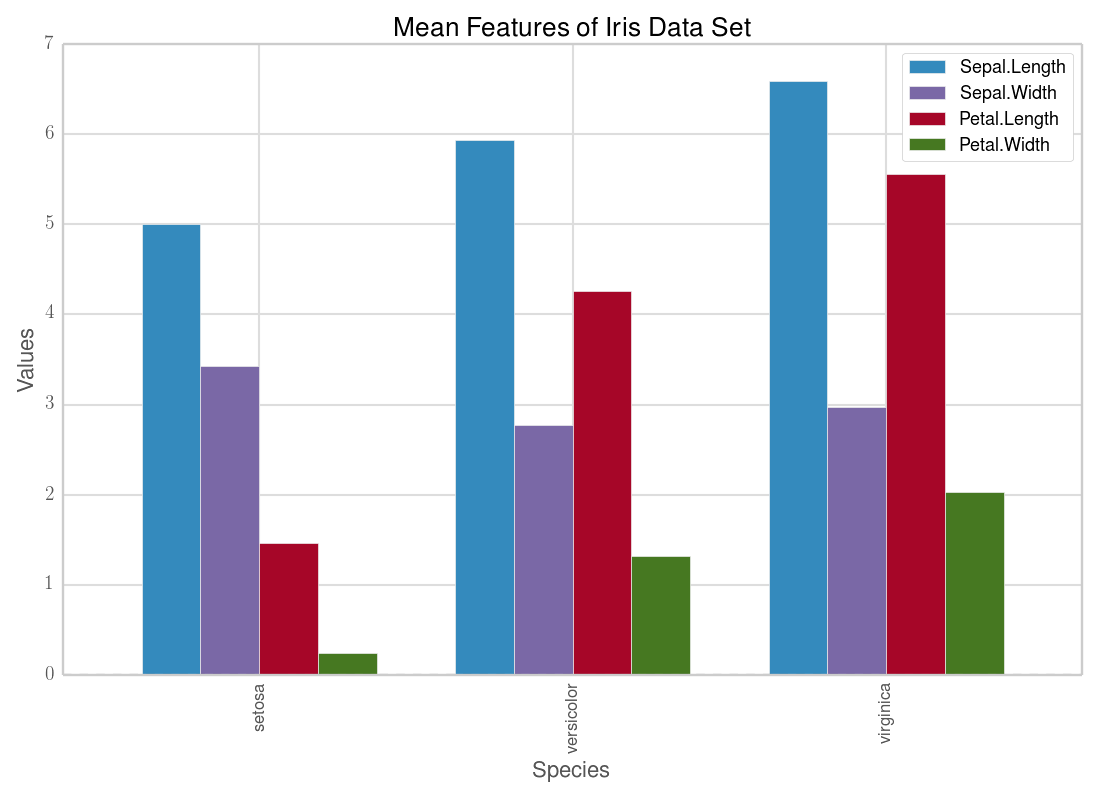 Mean Features of Iris Data Set
7
6
5
4
3
2
1
0
Values
Sepal.Length
Sepal.Width
Petal.Length
Petal.Width
setosa
versicolor
virginica
Species